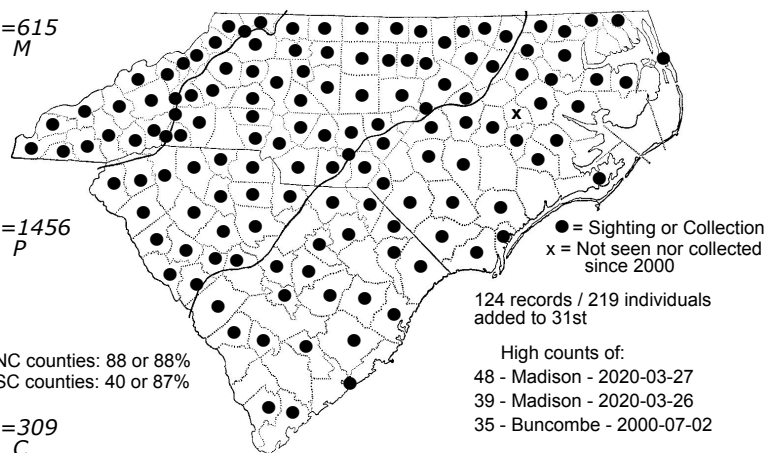 =615
M
● = Sighting or Collection
x = Not seen nor collected
since 2000
=1456
P
x
124 records / 219 individuals
added to 31st
NC counties: 88 or 88%
SC counties: 40 or 87%
High counts of:
48 - Madison - 2020-03-27
39 - Madison - 2020-03-26
35 - Buncombe - 2000-07-02
=309
C